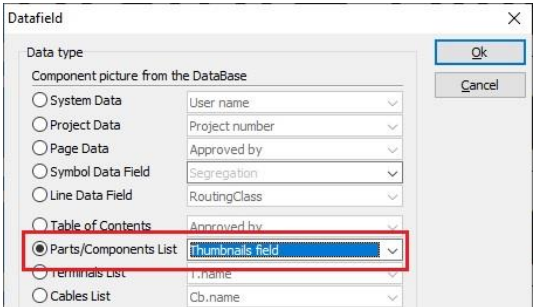 Datafield
Data type
Ok
Component picture from the DataBase
Cancel
System Data User name
Project Data Project number
Page Data Approved by
Symbol Data Field Segregation
Line Data Field RoutingClass
Table of Contents Approved by
Parts/Components List Thumbnails field
Terminals List T.name
Cables List Cb.name